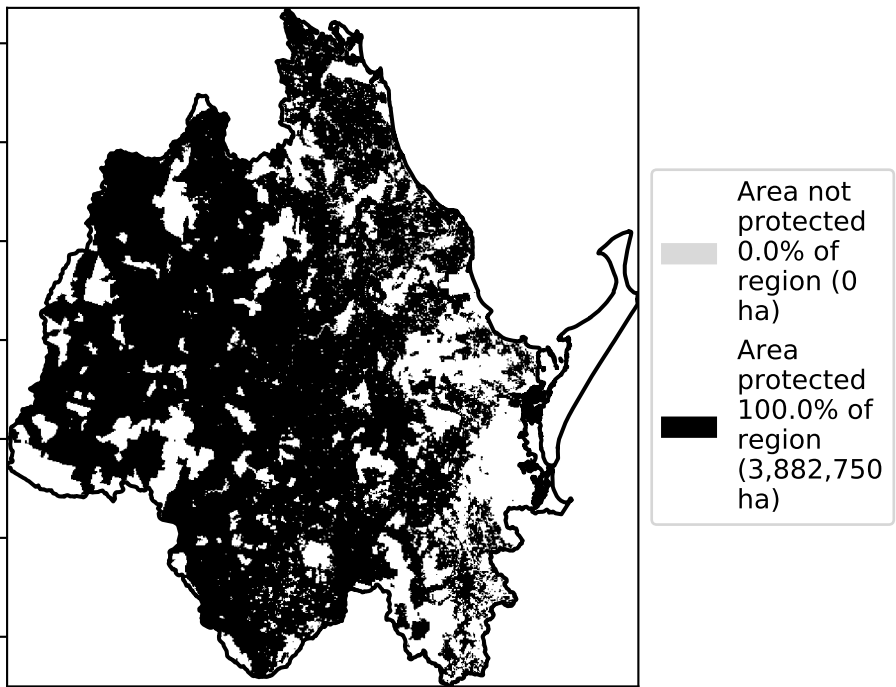 Area not
protected
0.0% of
region (0
ha)
Area
protected
100.0% of
region
(3,882,750
ha)